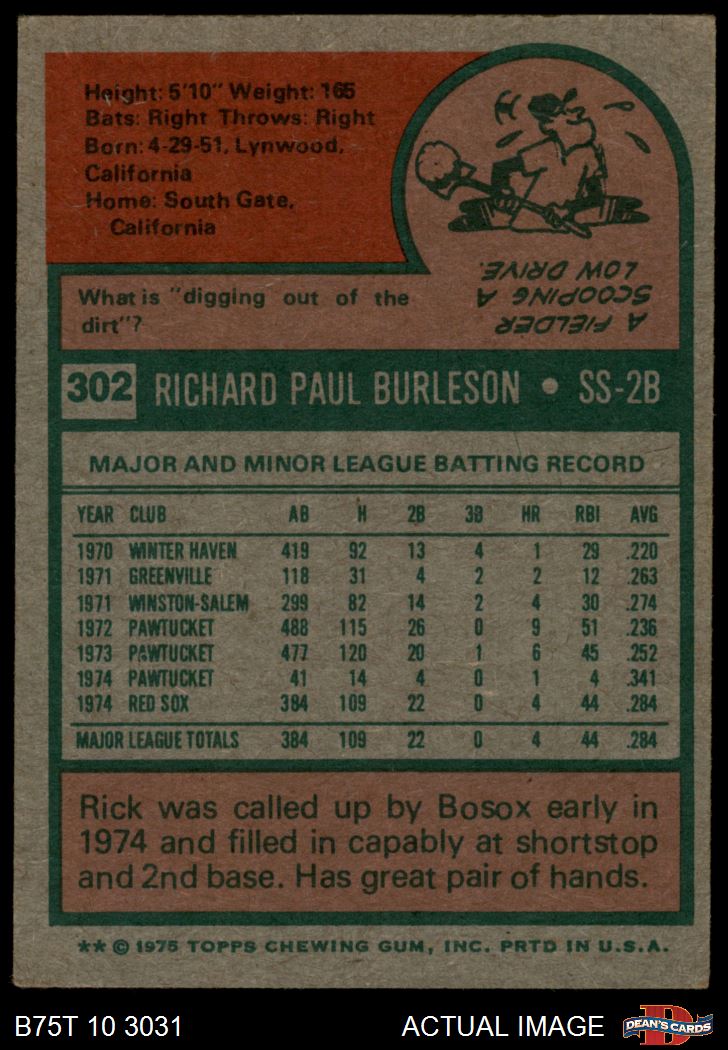 Height: 5'10" Weight: 165
Bats: Right Throws: Right
Born: 4-29-51, Lynwood,
California
Home: South Gate,
California
What is "digging out of the
dirt"?
A FIELDER
SCOOPING A
LOW DRIVE.
302 RICHARD PAUL BURLESON • SS-2B
MAJOR AND MINOR LEAGUE BATTING RECORD
YEAR CLUB AB H 2B 3B HR RBI AVG
1970 WINTER HAVEN 419 92 13 4 1 29 .220
1971 GREENVILLE 118 31 4 2 2 12 .263
1971 WINSTON-SALEM 299 82 14 2 4 30 .274
1972 PAWTUCKET 488 115 26 0 9 51 .236
1973 PAWTUCKET 477 120 20 1 6 45 .252
1974 PAWTUCKET 41 14 4 0 1 4 .341
1974 RED SOX 384 109 22 0 4 44 .284
MAJOR LEAGUE TOTALS 384 109 22 0 4 44 .284
Rick was called up by Bosox early in
1974 and filled in capably at shortstop
and 2nd base. Has great pair of hands.
** © 1975 TOPPS CHEWING GUM, INC. PRTD IN U.S.A.
B75T 10 3031 ACTUAL IMAGE
D
DEAN'S CARDS